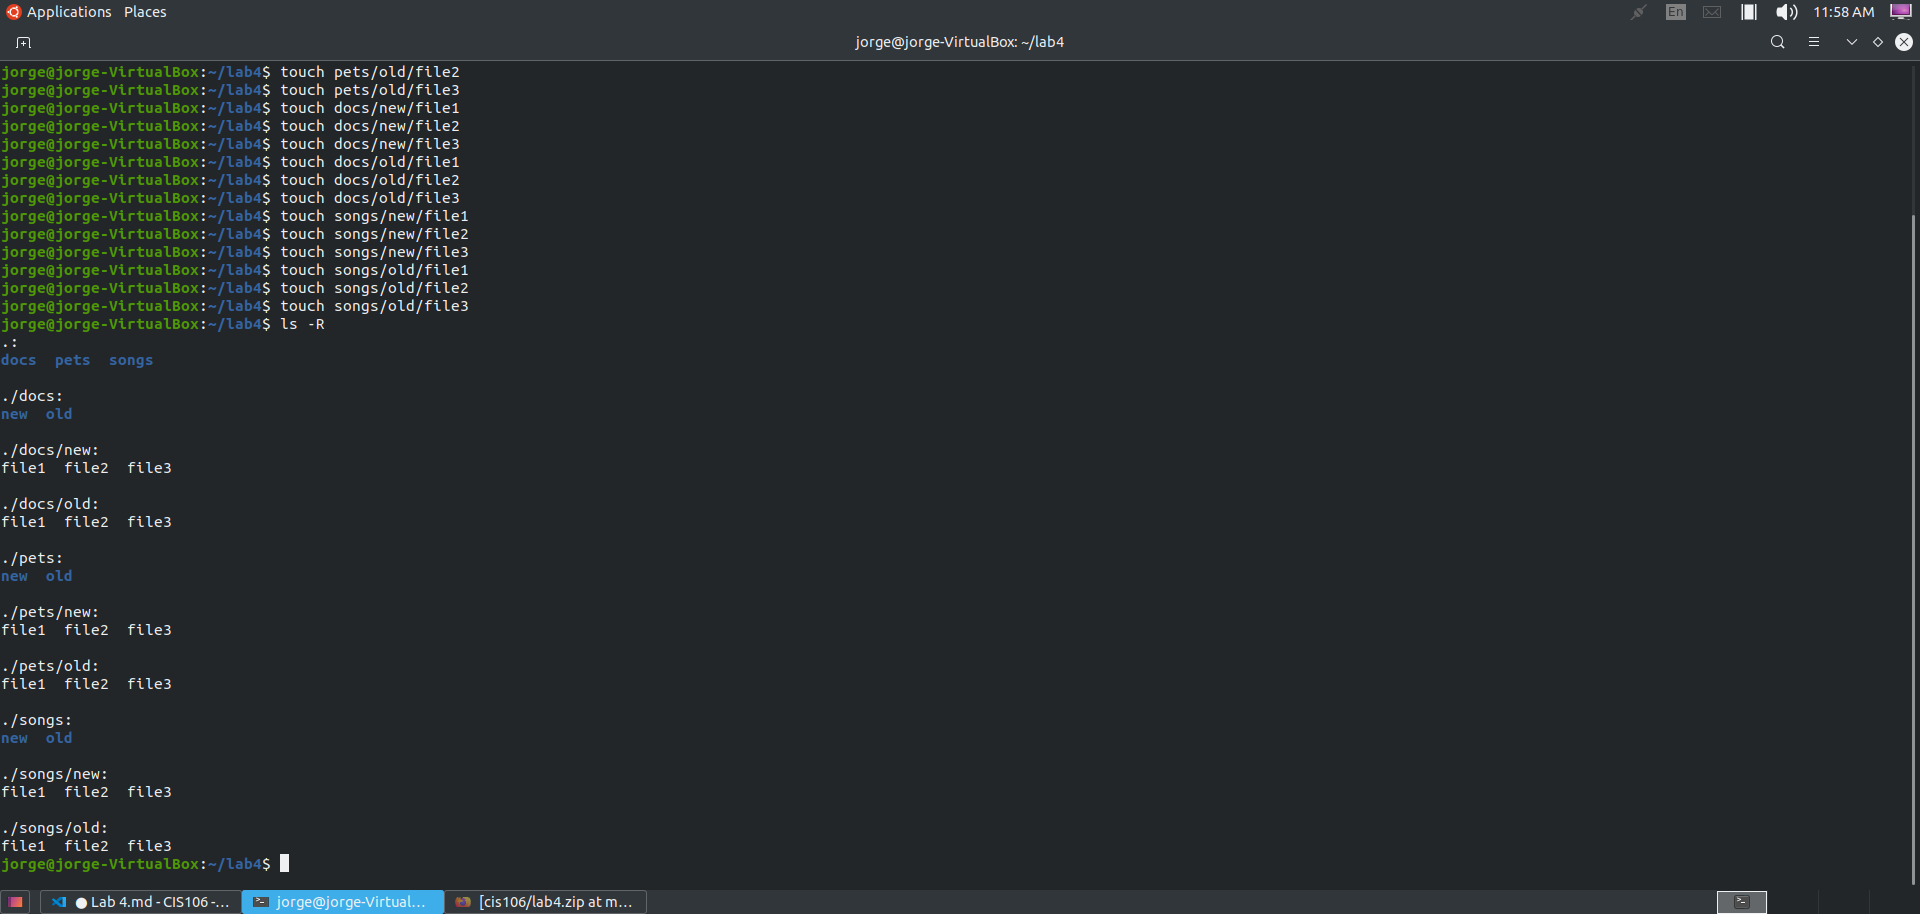 Applications Places
En
11:58 AM
jorge@jorge-VirtualBox: ~/lab4
jorge@jorge-VirtualBox:~/lab4$ touch pets/old/file2
jorge@jorge-VirtualBox:~/lab4$ touch pets/old/file3
jorge@jorge-VirtualBox:~/lab4$ touch docs/new/file1
jorge@jorge-VirtualBox:~/lab4$ touch docs/new/file2
jorge@jorge-VirtualBox:~/lab4$ touch docs/new/file3
jorge@jorge-VirtualBox:~/lab4$ touch docs/old/file1
jorge@jorge-VirtualBox:~/lab4$ touch docs/old/file2
jorge@jorge-VirtualBox:~/lab4$ touch docs/old/file3
jorge@jorge-VirtualBox:~/lab4$ touch songs/new/file1
jorge@jorge-VirtualBox:~/lab4$ touch songs/new/file2
jorge@jorge-VirtualBox:~/lab4$ touch songs/new/file3
jorge@jorge-VirtualBox:~/lab4$ touch songs/old/file1
jorge@jorge-VirtualBox:~/lab4$ touch songs/old/file2
jorge@jorge-VirtualBox:~/lab4$ touch songs/old/file3
jorge@jorge-VirtualBox:~/lab4$ ls -R
.:
docs  pets  songs

./docs:
new  old

./docs/new:
file1  file2  file3

./docs/old:
file1  file2  file3

./pets:
new  old

./pets/new:
file1  file2  file3

./pets/old:
file1  file2  file3

./songs:
new  old

./songs/new:
file1  file2  file3

./songs/old:
file1  file2  file3
jorge@jorge-VirtualBox:~/lab4$
● Lab 4.md - CIS106 -...
jorge@jorge-Virtual...
[cis106/lab4.zip at m...